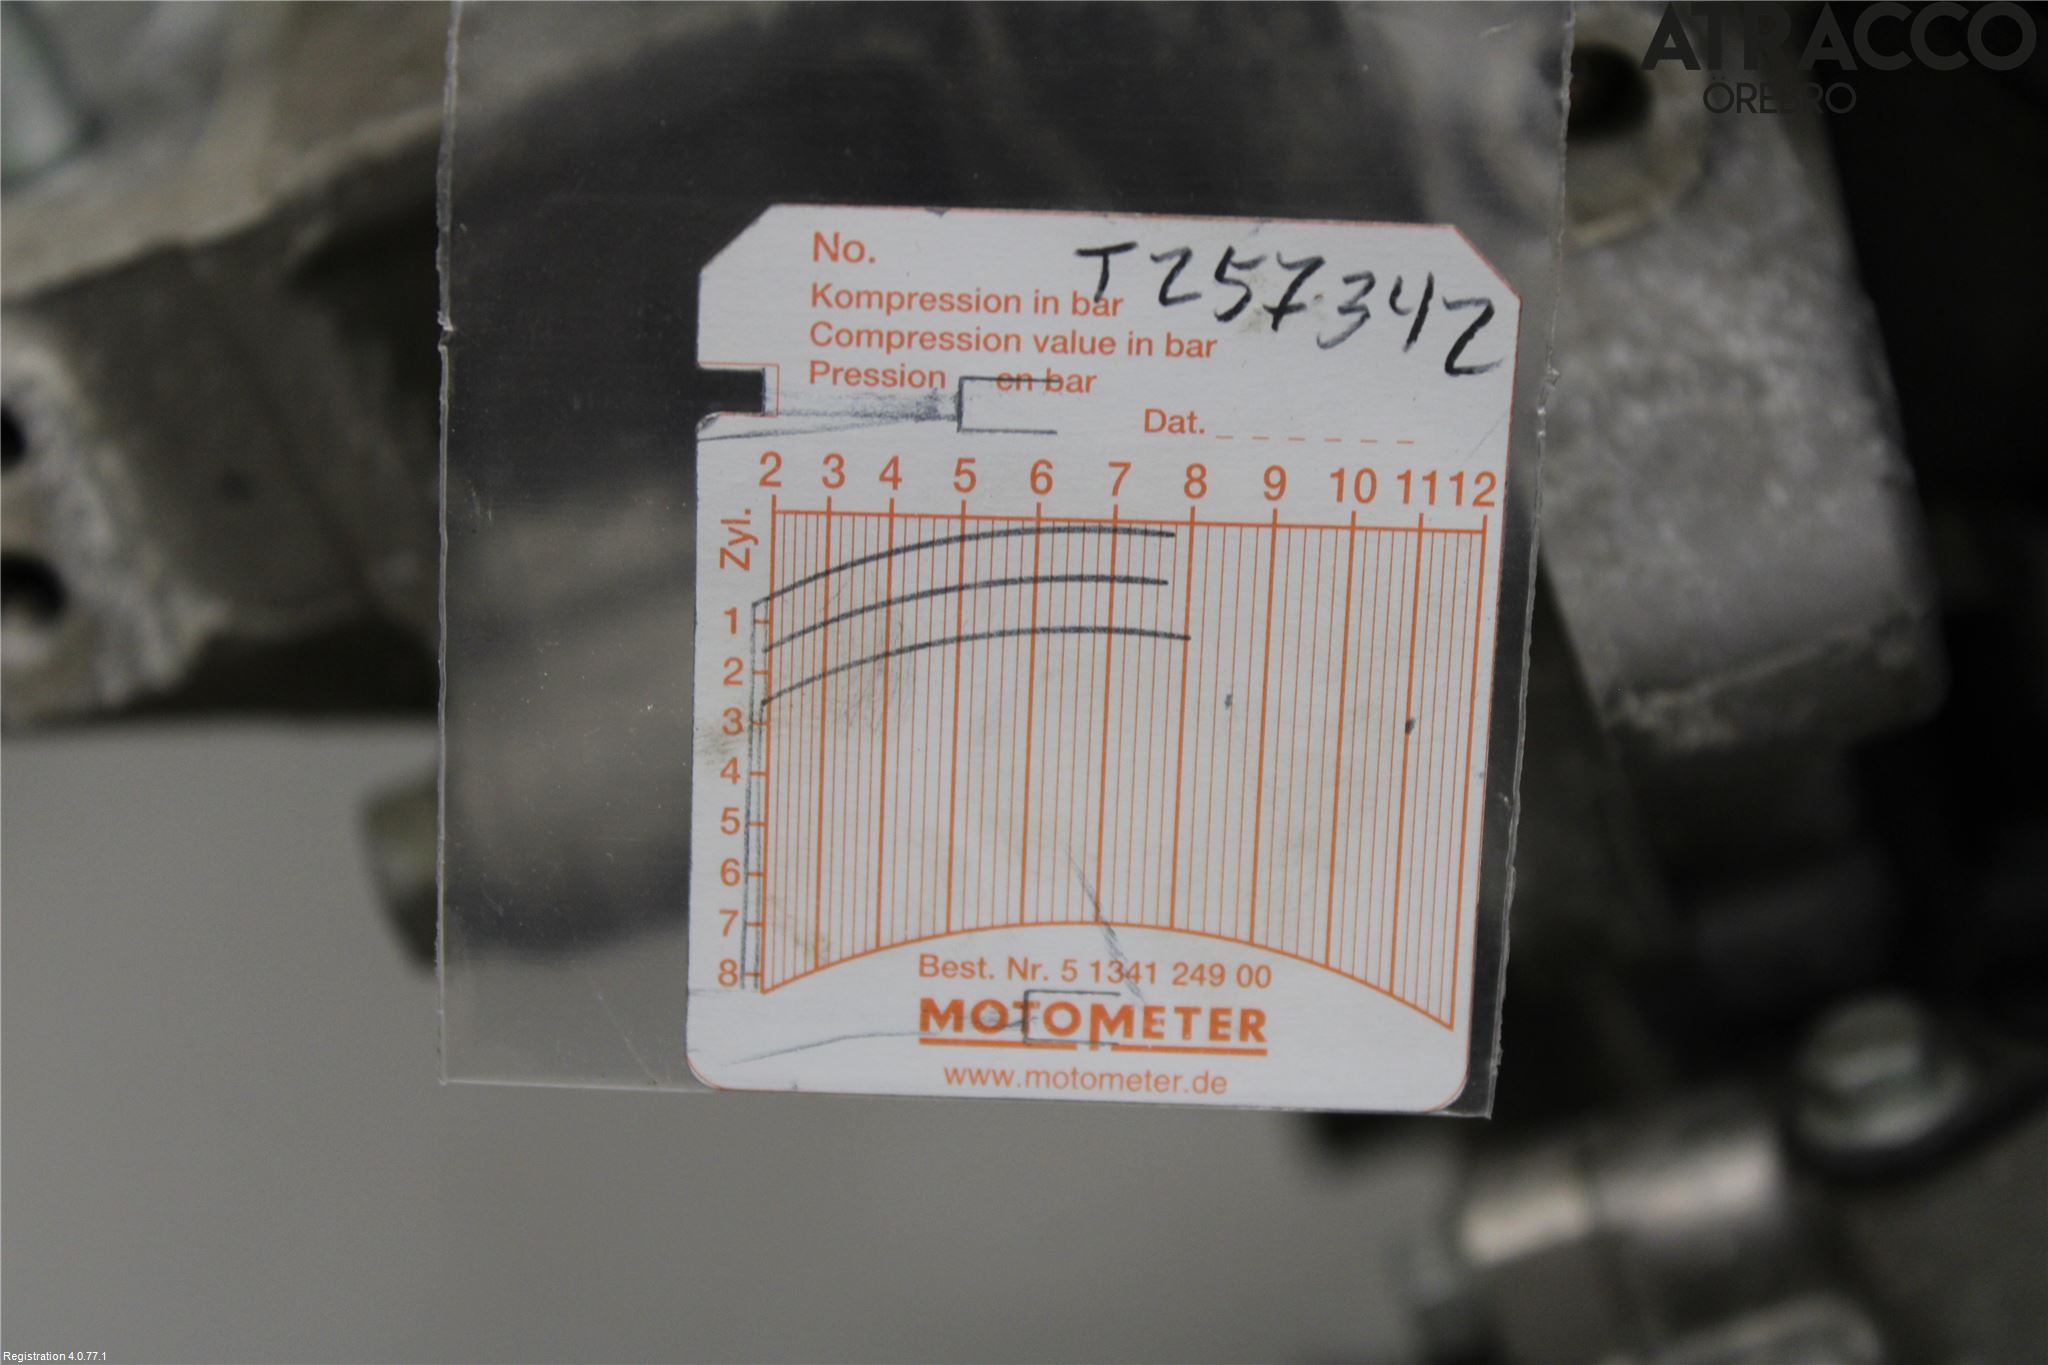 ATRACCO
ÖREBRO
No. T257342
Kompression in bar
Compression value in bar
Pression en bar
Dat. _ _ _ _ _ _
2 3 4 5 6 7 8 9 10 11 12
Zyl.
1
2
3
4
5
6
7
8
Best. Nr. 5 1341 249 00
MOTOMETER
www.motometer.de
Registration 4.0.77.1